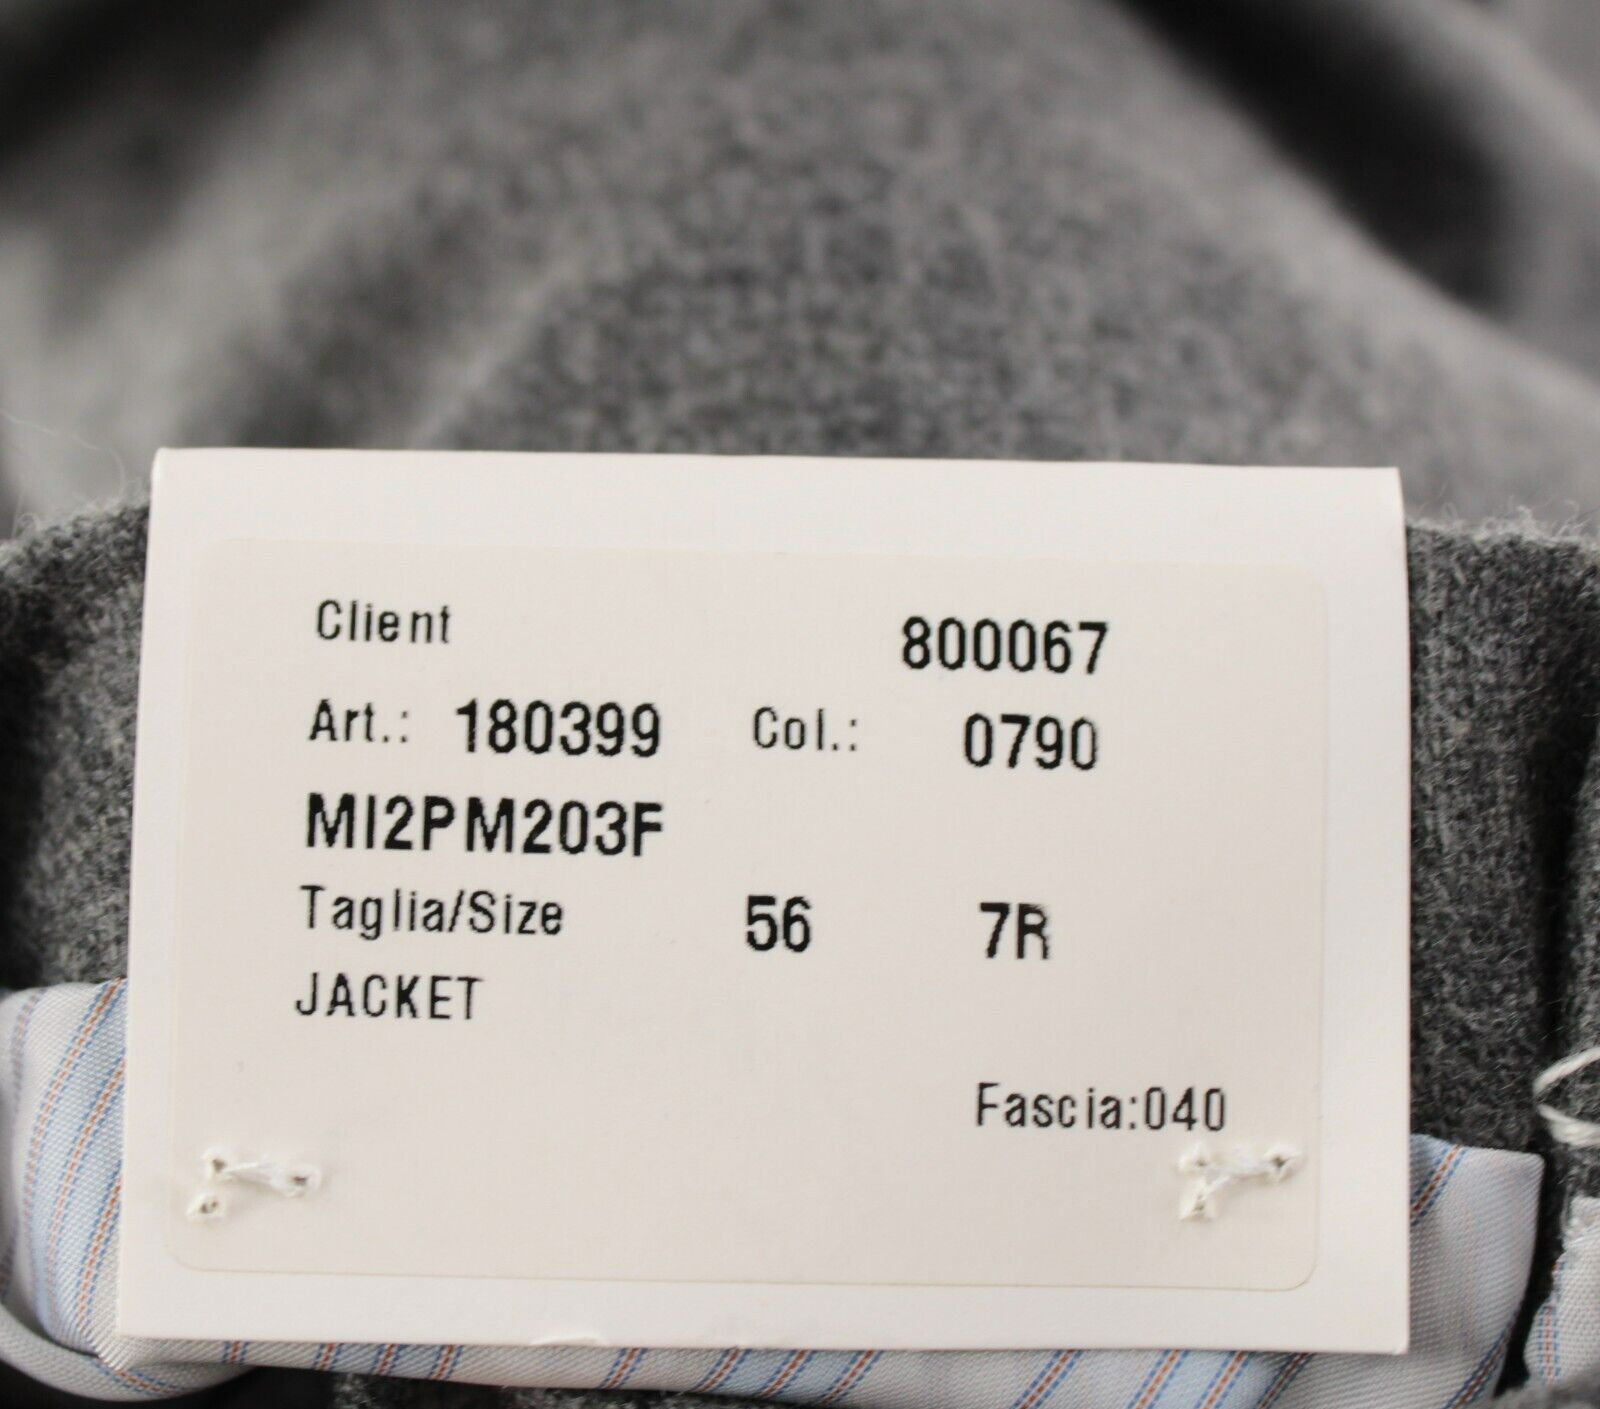 Client 800067
Art.: 180399 Col.: 0790
MI2PM203F
Taglia/Size 56 7R
JACKET
Fascia:040